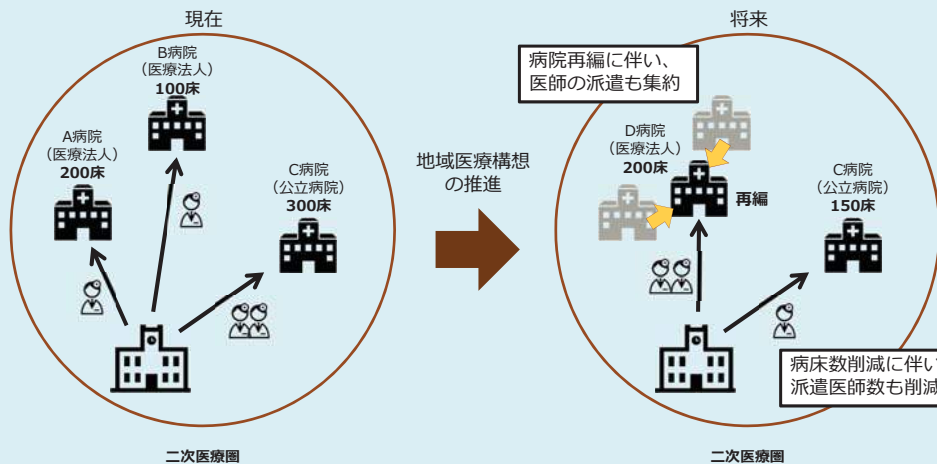 現在
B病院
（医療法人）
100床
A病院
（医療法人）
200床
C病院
（公立病院）
300床
二次医療圏
地域医療構想
の推進
将来
病院再編に伴い、
医師の派遣も集約
D病院
（医療法人）
200床
再編
C病院
（公立病院）
150床
病床数削減に伴い
派遣医師数も削減
二次医療圏